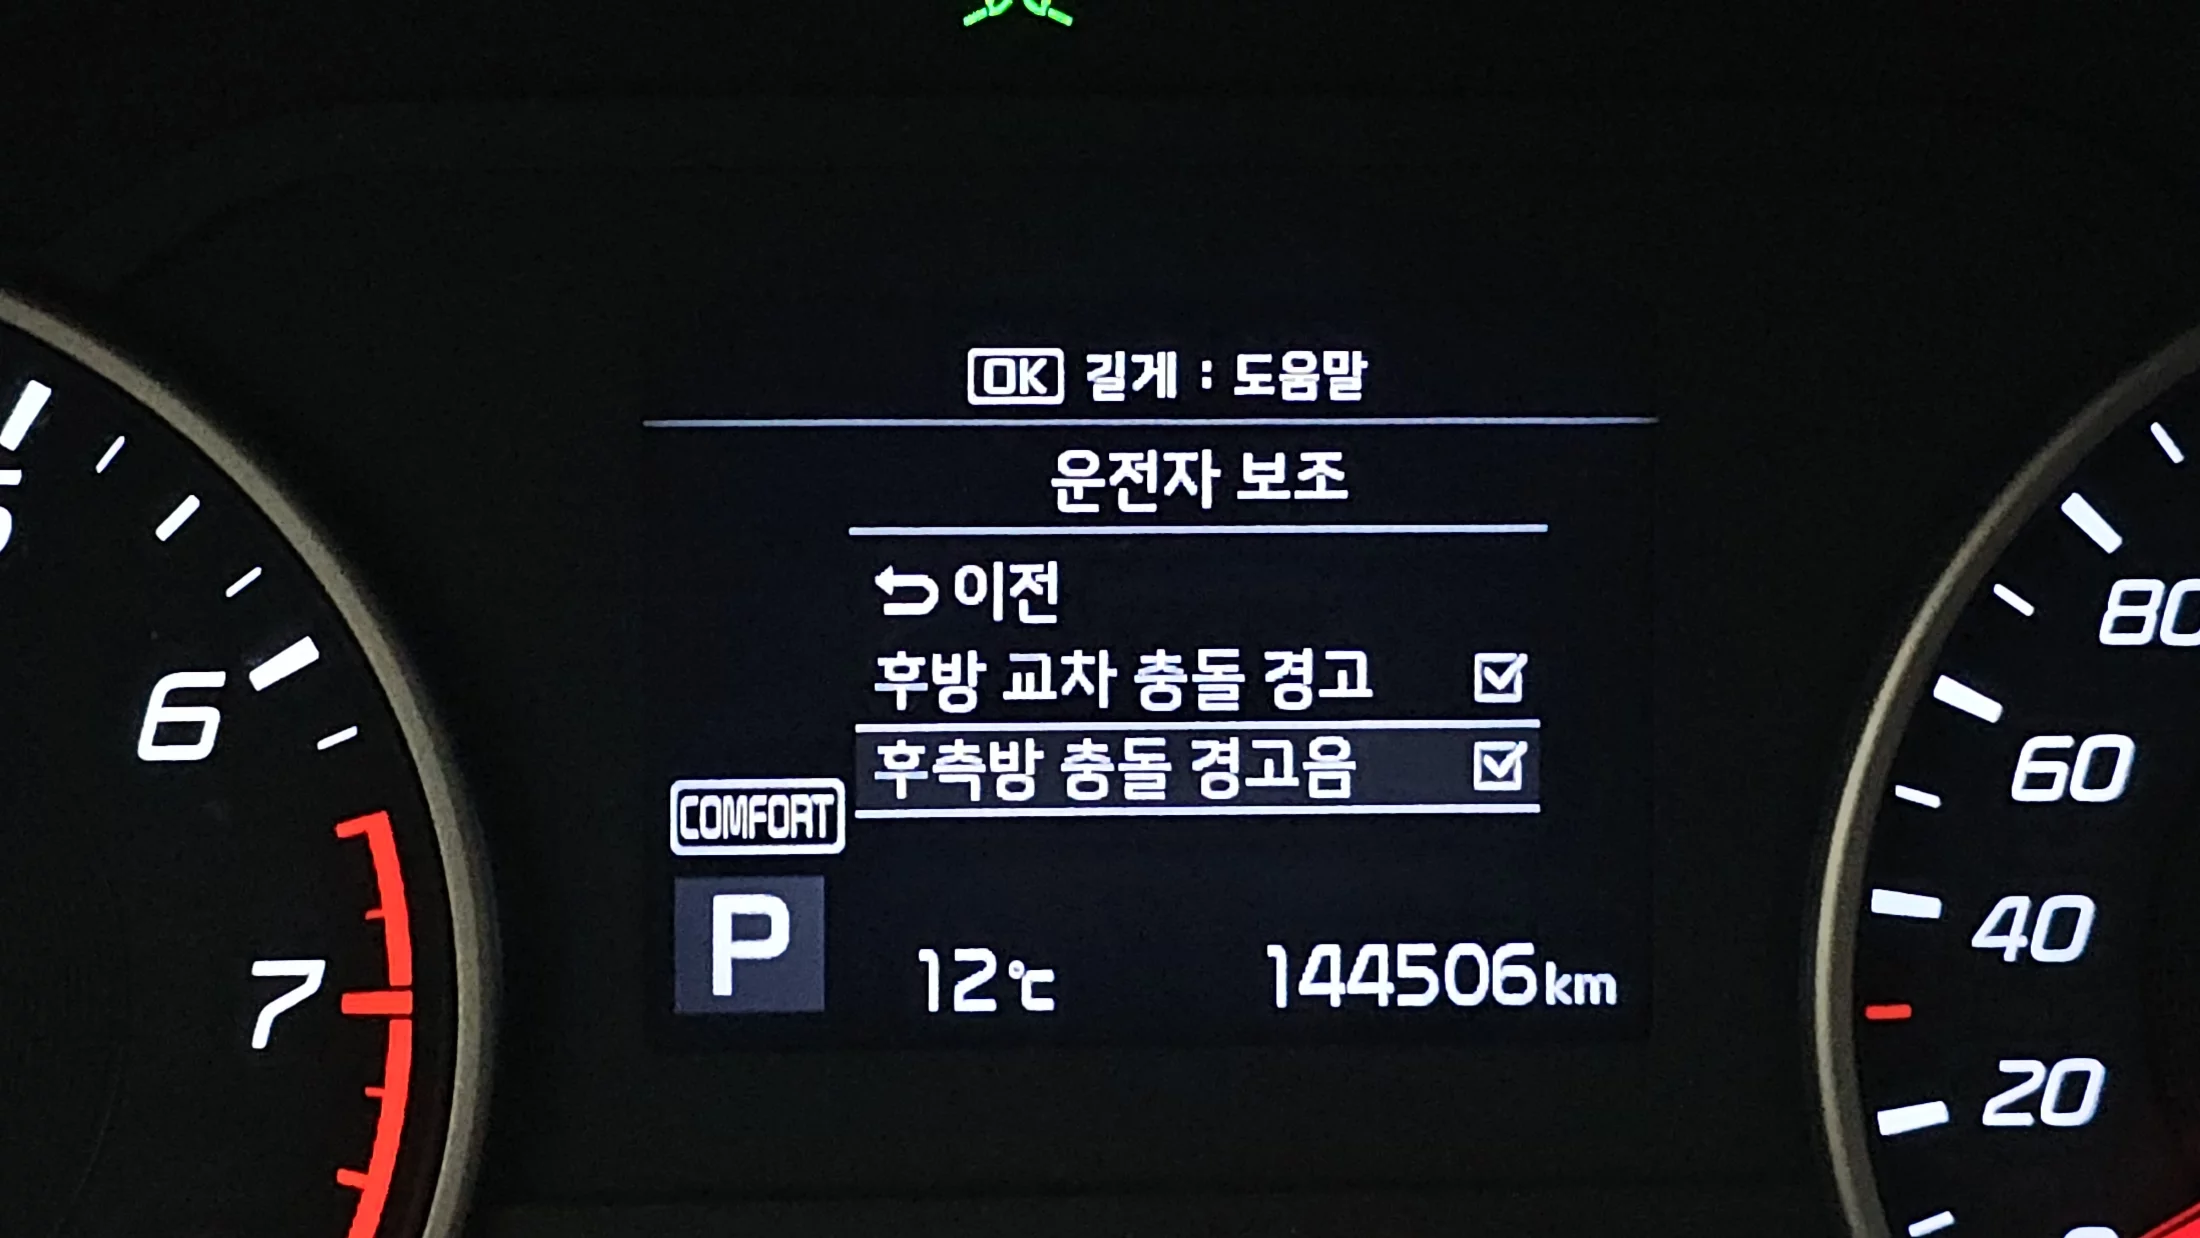 OK 길게 : 도움말
운전자 보조
이전
후방 교차 충돌 경고
후측방 충돌 경고음
COMFORT
P
12℃ 144506km
5
6
7
80
60
40
20